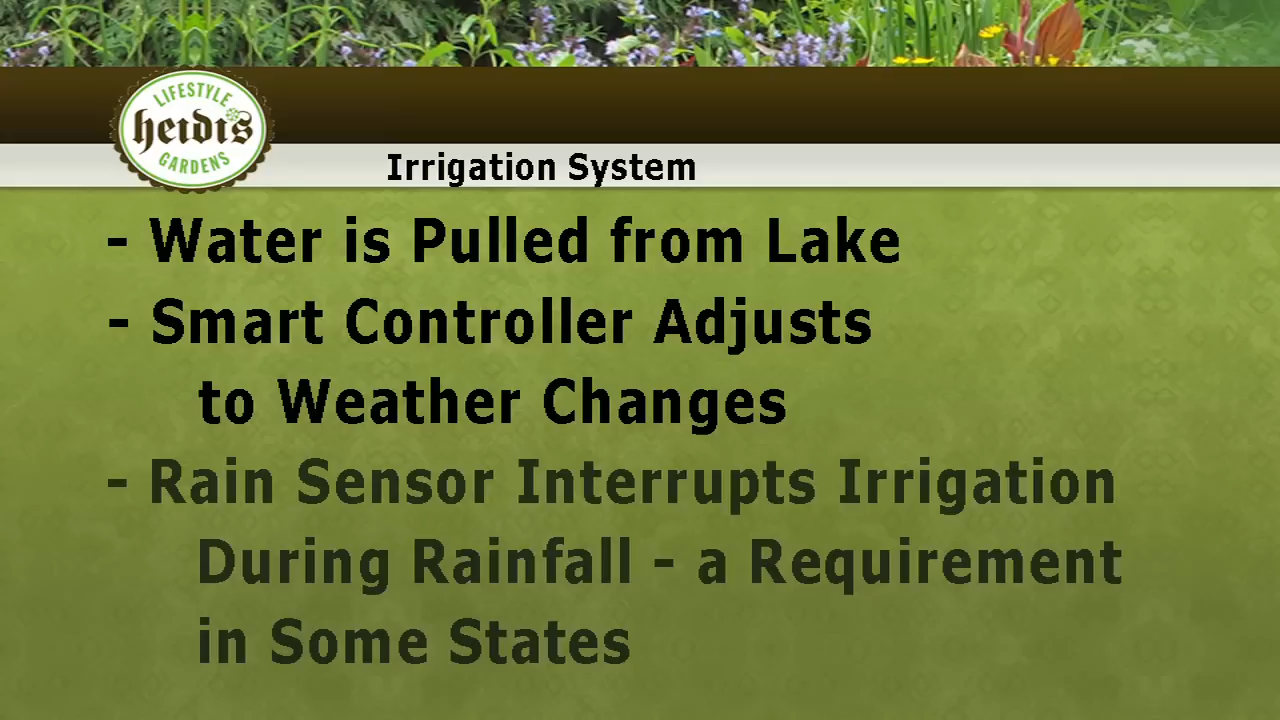 LIFESTYLE
heidi's
GARDENS
Irrigation System
- Water is Pulled from Lake
- Smart Controller Adjusts
to Weather Changes
- Rain Sensor Interrupts Irrigation
During Rainfall - a Requirement
in Some States